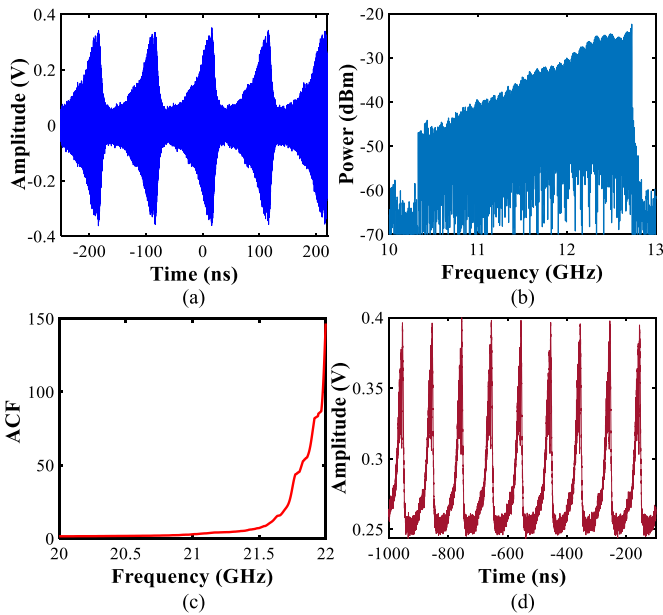 0.4
0.2
0
-0.2
-0.4
Amplitude (V)
-200 -100 0 100 200
Time (ns)
(a)
-20
-30
-40
-50
-60
-70
Power (dBm)
10 11 12 13
Frequency (GHz)
(b)
150
100
50
0
ACF
20 20.5 21 21.5 22
Frequency (GHz)
(c)
0.4
0.35
0.3
0.25
Amplitude (V)
-1000 -800 -600 -400 -200
Time (ns)
(d)